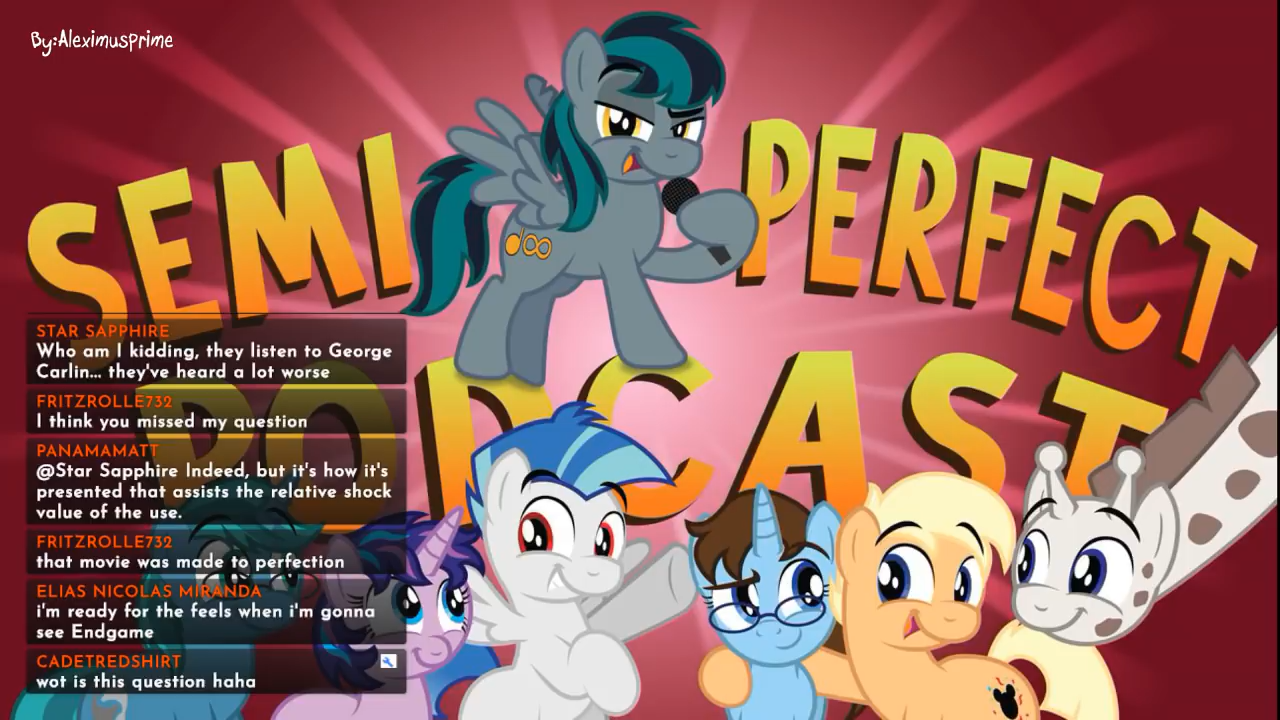 By:Aleximusprime
SEMI PERFECT
PODCAST
doo
STAR SAPPHIRE
Who am I kidding, they listen to George
Carlin... they've heard a lot worse
FRITZROLLE732
I think you missed my question
PANAMAMATT
@Star Sapphire Indeed, but it's how it's
presented that assists the relative shock
value of the use.
FRITZROLLE732
that movie was made to perfection
ELIAS NICOLAS MIRANDA
i'm ready for the feels when i'm gonna
see Endgame
CADETREDSHIRT
wot is this question haha